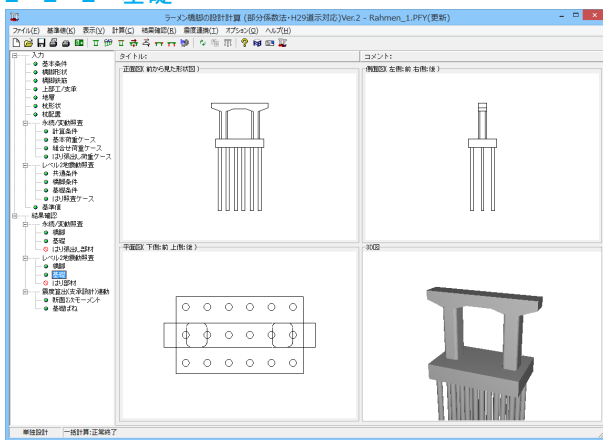 ラーメン橋脚の設計計算 (部分係数法・H29道示対応)Ver.2 - Rahmen_1.PFY(更新)
ファイル(F) 基準値(K) 表示(V) 計算(C) 結果確認(R) 震度連携(T) オプション(O) ヘルプ(H)
タイトル:
コメント:
入力
基本条件
橋脚形状
橋脚鉄筋
上部工/支承
地層
杭形状
杭配置
永続/変動照査
計算条件
基本荷重ケース
組合せ荷重ケース
はり張出し荷重ケース
レベル2地震動照査
共通条件
橋脚条件
基礎条件
はり照査ケース
基準値
結果確認
永続/変動照査
橋脚
基礎
はり張出し部材
レベル2地震動照査
橋脚
基礎
はり部材
震度算出(支承設計)連動
断面2次モーメント
基礎ばね
正面図( 前から見た形状図 )
側面図( 左側:前 右側:後 )
平面図( 下側:前 上側:後 )
3D図
単独設計
一括計算:正常終了